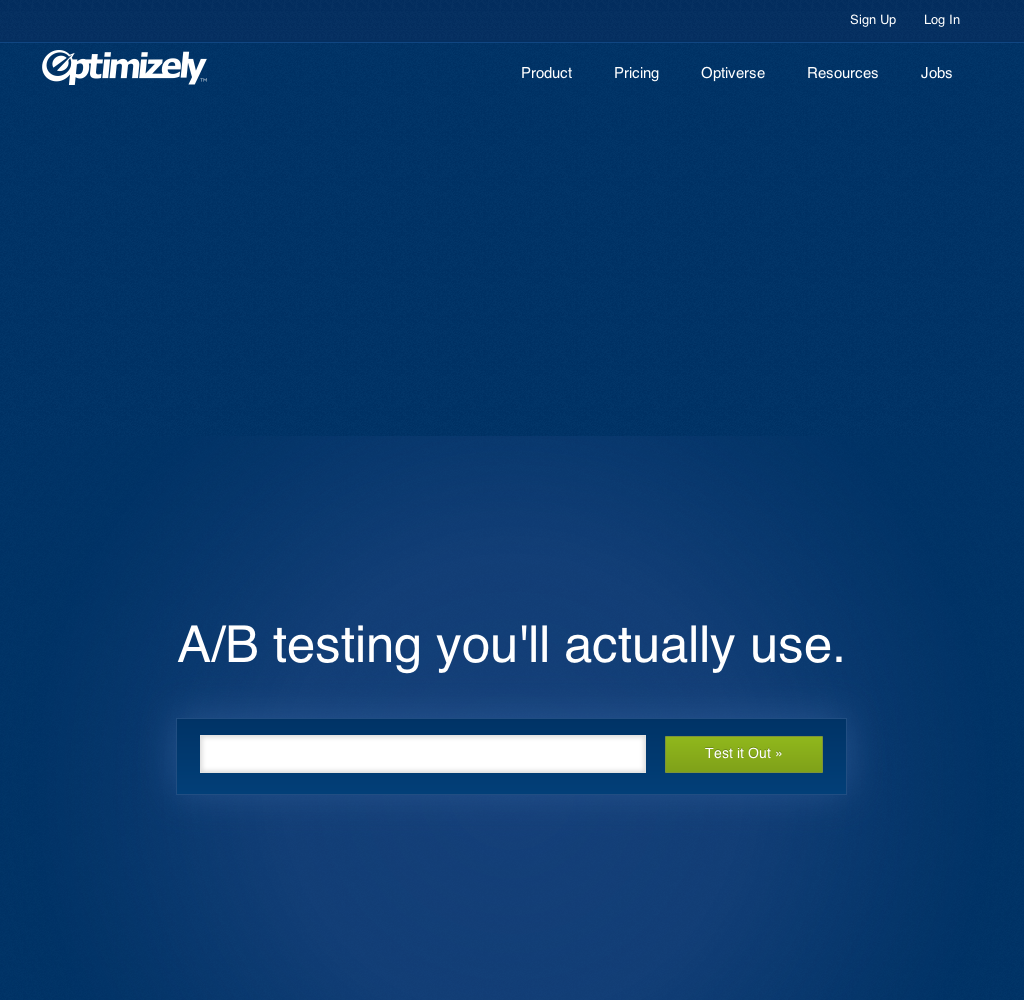 Sign Up Log In
Optimizely™
Product Pricing Optiverse Resources Jobs
A/B testing you'll actually use.
Test it Out »